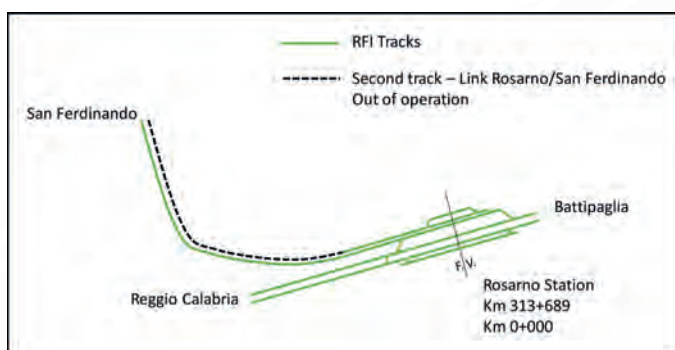 RFI Tracks
Second track – Link Rosarno/San Ferdinando
Out of operation
San Ferdinando
Battipaglia
F.V.
Reggio Calabria
Rosarno Station
Km 313+689
Km 0+000